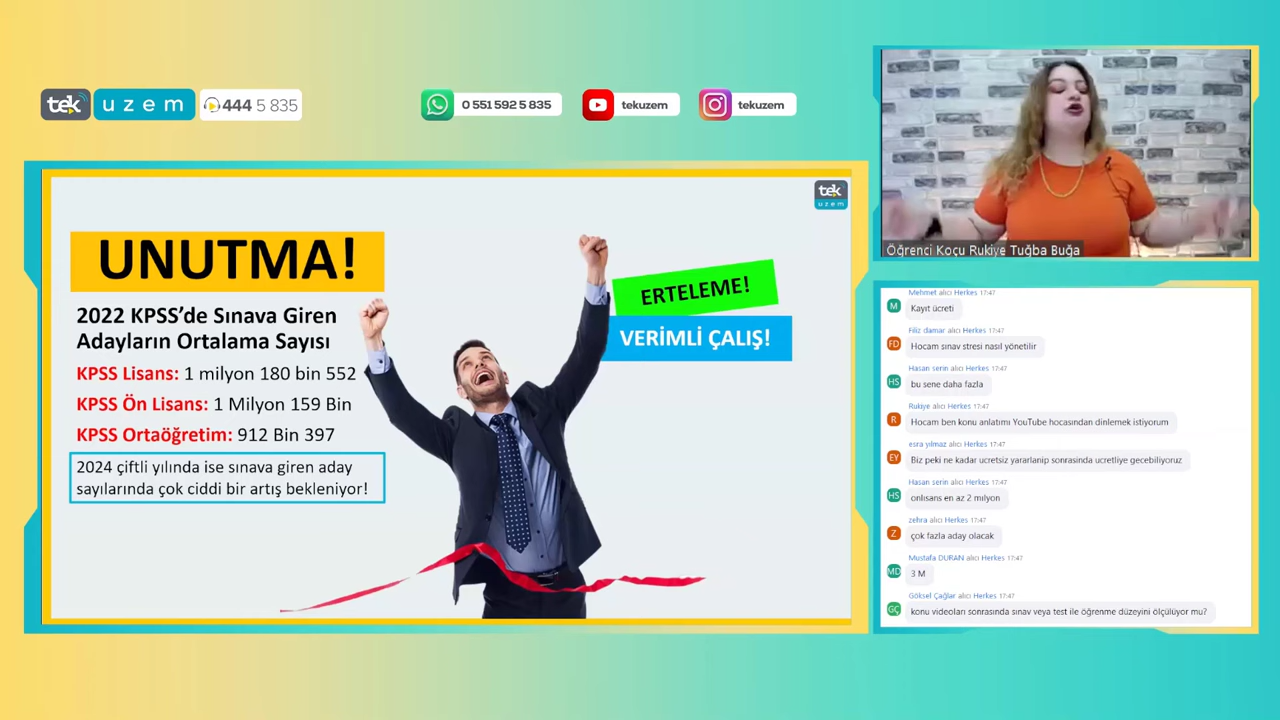 tek uzem 444 5 835
0 551 592 5 835
tekuzem
tekuzem
tek
uzem
UNUTMA!
2022 KPSS'de Sınava Giren
Adayların Ortalama Sayısı
KPSS Lisans: 1 milyon 180 bin 552
KPSS Ön Lisans: 1 Milyon 159 Bin
KPSS Ortaöğretim: 912 Bin 397
2024 çiftli yılında ise sınava giren aday
sayılarında çok ciddi bir artış bekleniyor!
ERTELEME!
VERİMLİ ÇALIŞ!
Öğrenci Koçu Rukiye Tuğba Buğa
Mehmet alıcı Herkes 17:47
M
Kayıt ücreti
Filiz damar alıcı Herkes 17:47
FD
Hocam sınav stresi nasıl yönetilir
Hasan serin alıcı Herkes 17:47
HS
bu sene daha fazla
Rukiye alıcı Herkes 17:47
R
Hocam ben konu anlatımı YouTube hocasından dinlemek istiyorum
esra yılmaz alıcı Herkes 17:47
EY
Biz peki ne kadar ucretsiz yararlanip sonrasinda ucretliye gecebiliyoruz
Hasan serin alıcı Herkes 17:47
HS
onlısans en az 2 mılyon
zehra alıcı Herkes 17:47
Z
çok fazla aday olacak
Mustafa DURAN alıcı Herkes 17:47
MD
3 M
Göksel Çağlar alıcı Herkes 17:47
GÇ
konu videoları sonrasında sınav veya test ile öğrenme düzeyini ölçülüyor mu?